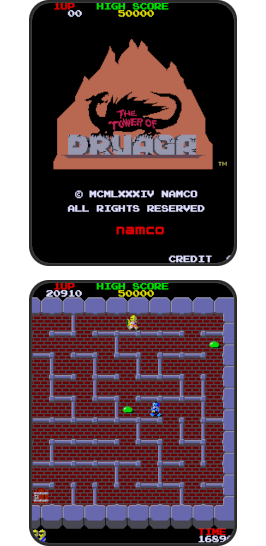 1UP HIGH SCORE
00 50000
THE
TOWER OF
DRUAGA
TM
© MCMLXXXIV NAMCO
ALL RIGHTS RESERVED
namco
CREDIT
1UP HIGH SCORE
20910 50000
TIME
1689